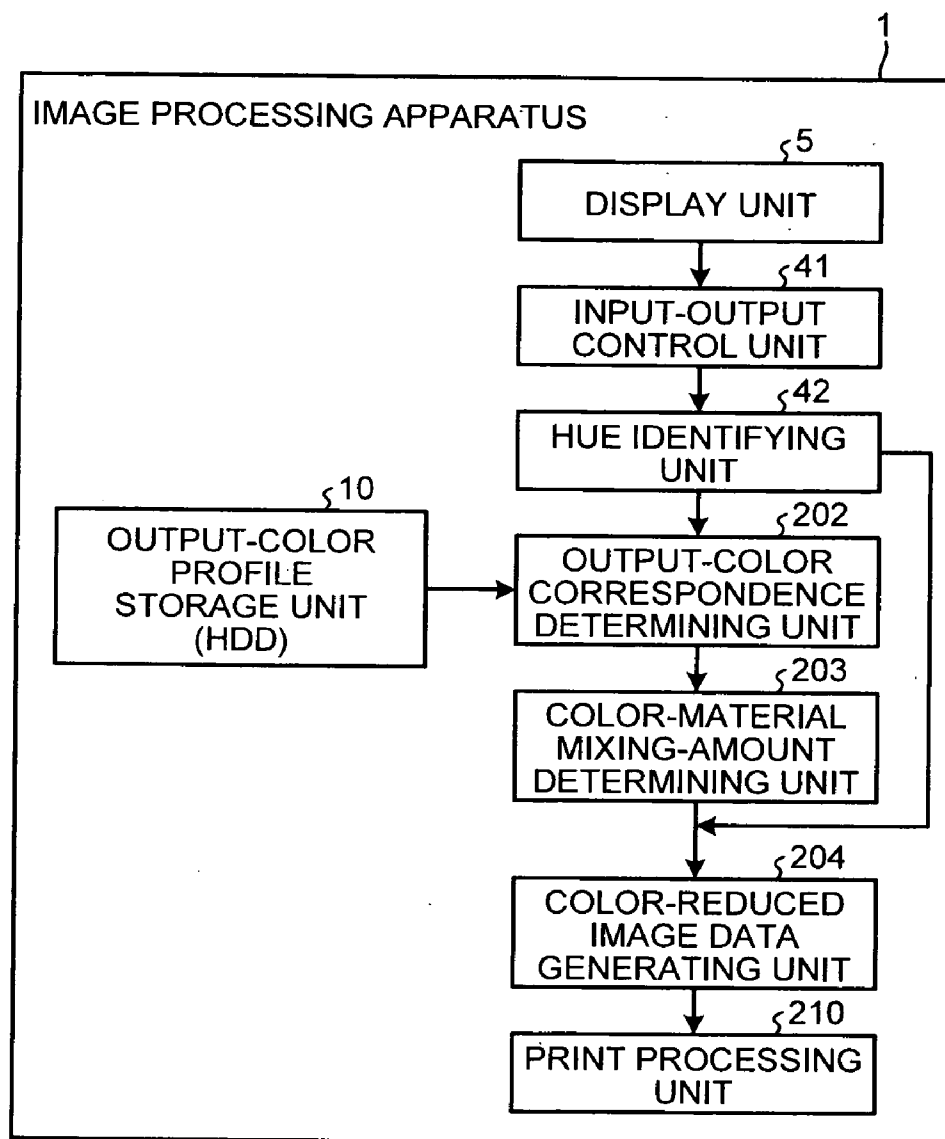 1
IMAGE PROCESSING APPARATUS
5
DISPLAY UNIT
41
INPUT-OUTPUT
CONTROL UNIT
42
HUE IDENTIFYING
UNIT
10
OUTPUT-COLOR
PROFILE
STORAGE UNIT
(HDD)
202
OUTPUT-COLOR
CORRESPONDENCE
DETERMINING UNIT
203
COLOR-MATERIAL
MIXING-AMOUNT
DETERMINING UNIT
204
COLOR-REDUCED
IMAGE DATA
GENERATING UNIT
210
PRINT PROCESSING
UNIT